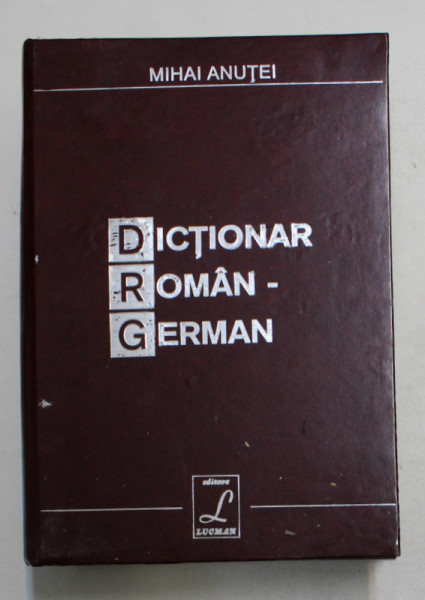 MIHAI ANUȚEI
DICȚIONAR
ROMÂN -
GERMAN
editura
L
LUCMAN